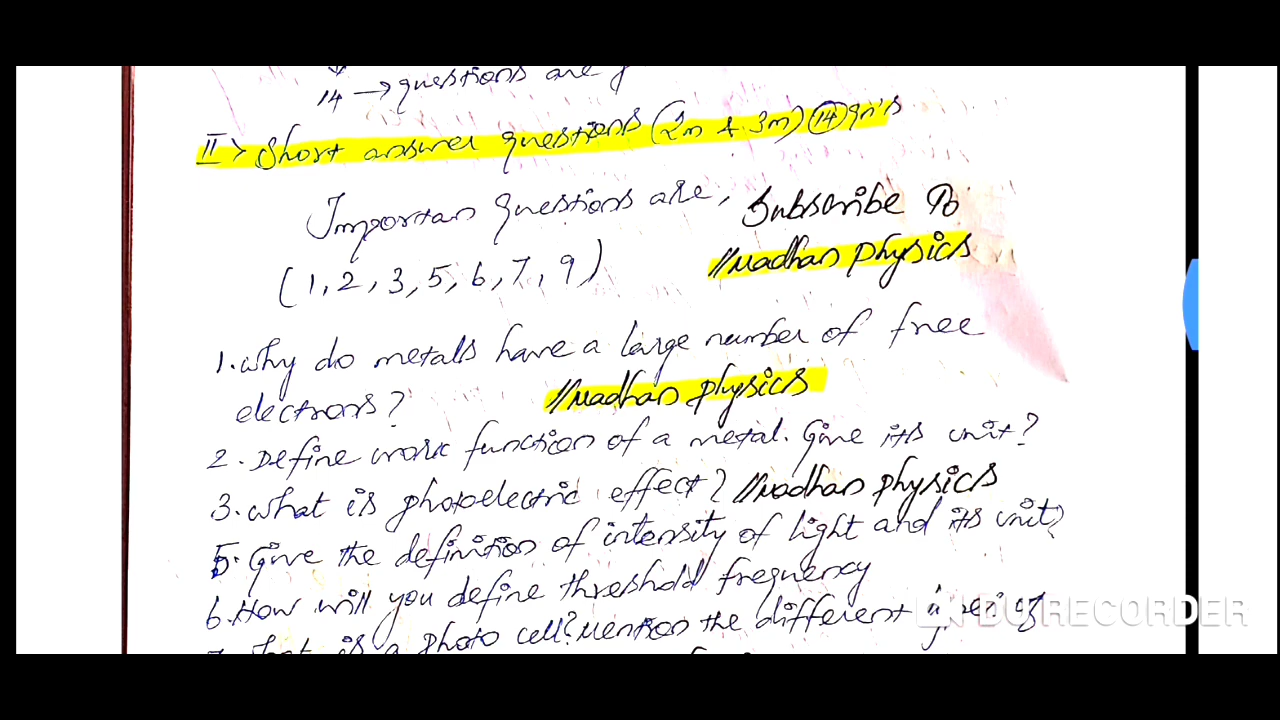 14 → questions are
II > Short answer questions (2m & 3m) 14 qn's
Importan questions are,
Subscribe To
(1, 2, 3, 5, 6, 7, 9)
//Madhan physics
1. Why do metals have a large number of free
electrons?
//Madhan physics
2. Define work function of a metal. Give its unit?
3. What is photoelectric effect? //Madhan physics
5. Give the definition of intensity of light and its unit?
6. How will you define threshold frequency
is a photo cell? Mention the different
RECORDER